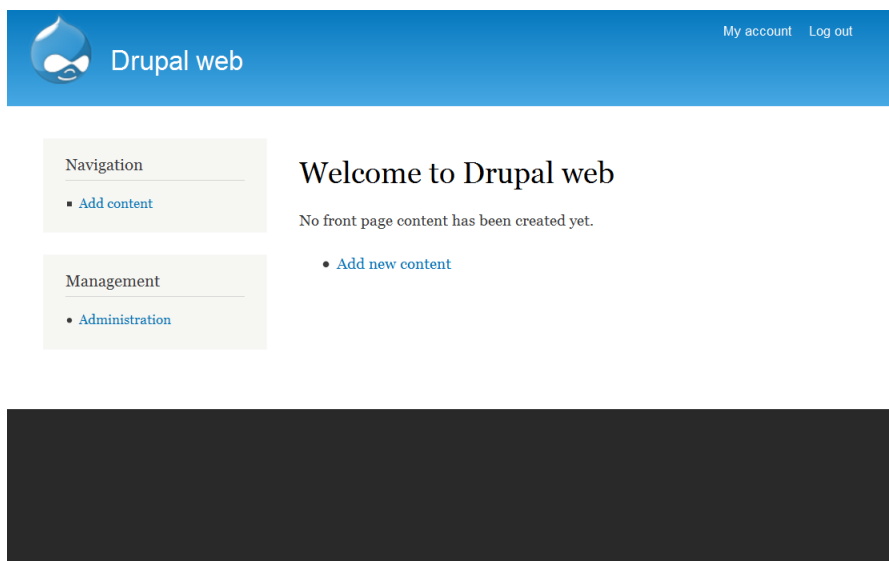 My account Log out
Drupal web
Navigation
Add content
Management
Administration
Welcome to Drupal web
No front page content has been created yet.
Add new content